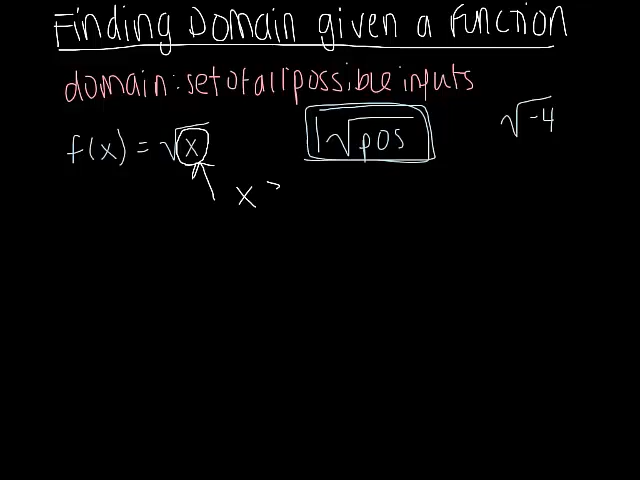 Finding Domain given a function
domain: set of all possible inputs
f(x) = √x
√pos
√-4
x >